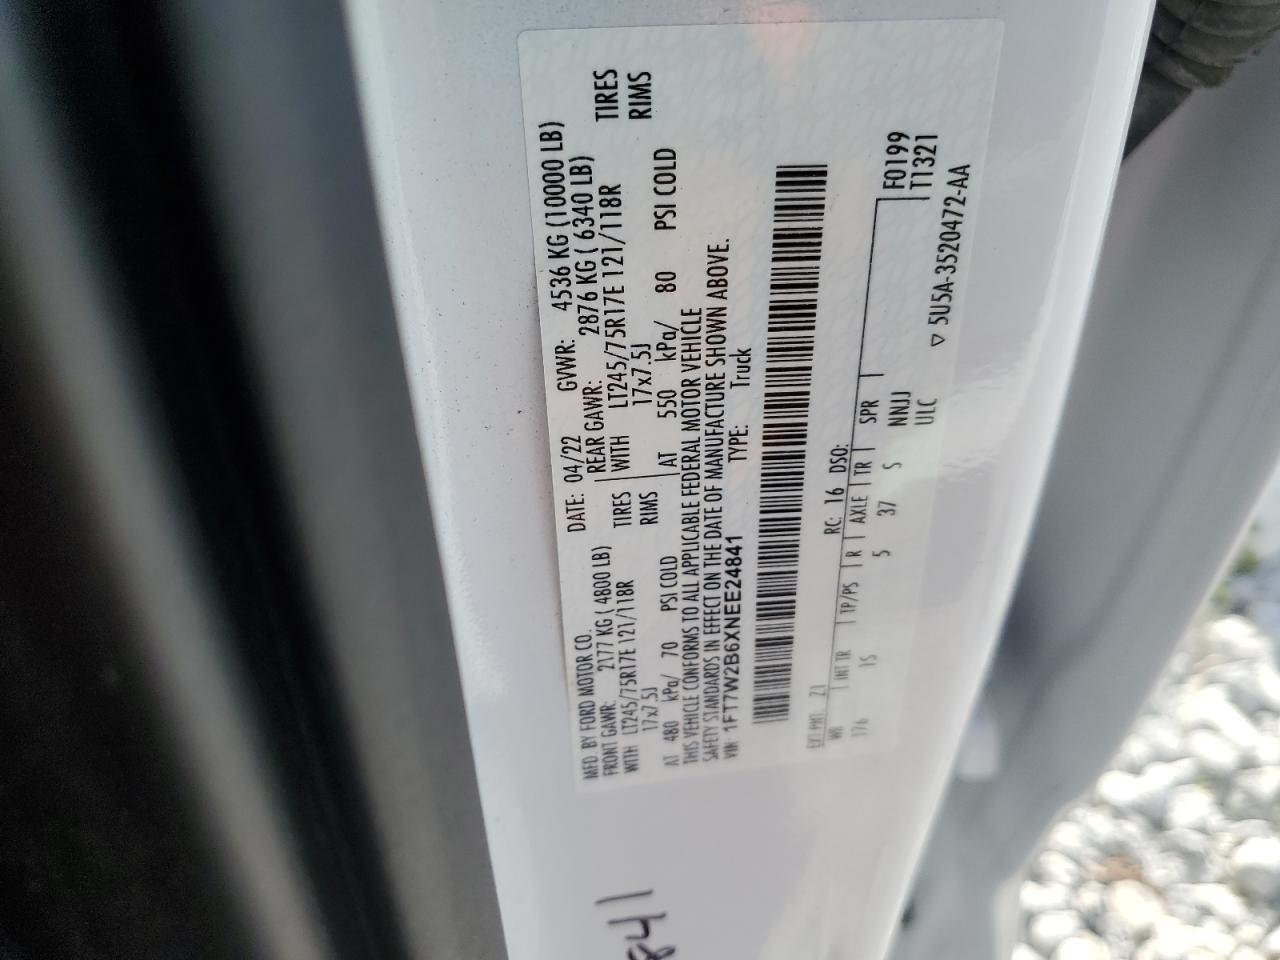 MFD. BY FORD MOTOR CO.
DATE: 04/22 GVWR: 4536 KG (10000 LB)
FRONT GAWR: 2177 KG ( 4800 LB) REAR GAWR: 2876 KG ( 6340 LB)
WITH LT245/75R17E 121/118R TIRES WITH LT245/75R17E 121/118R TIRES
17x7.5J RIMS 17x7.5J RIMS
AT 480 kPa/ 70 PSI COLD AT 550 kPa/ 80 PSI COLD
THIS VEHICLE CONFORMS TO ALL APPLICABLE FEDERAL MOTOR VEHICLE
SAFETY STANDARDS IN EFFECT ON THE DATE OF MANUFACTURE SHOWN ABOVE.
VIN: 1FT7W2B6XNEE24841 TYPE: Truck
EXT PNT: Z1 RC: 16 DSO:
WB INT TR TP/PS R AXLE TR SPR
176 1S 5 37 S NNJJ
ULC
F0199
T1321
▽ 5U5A-3520472-AA
841